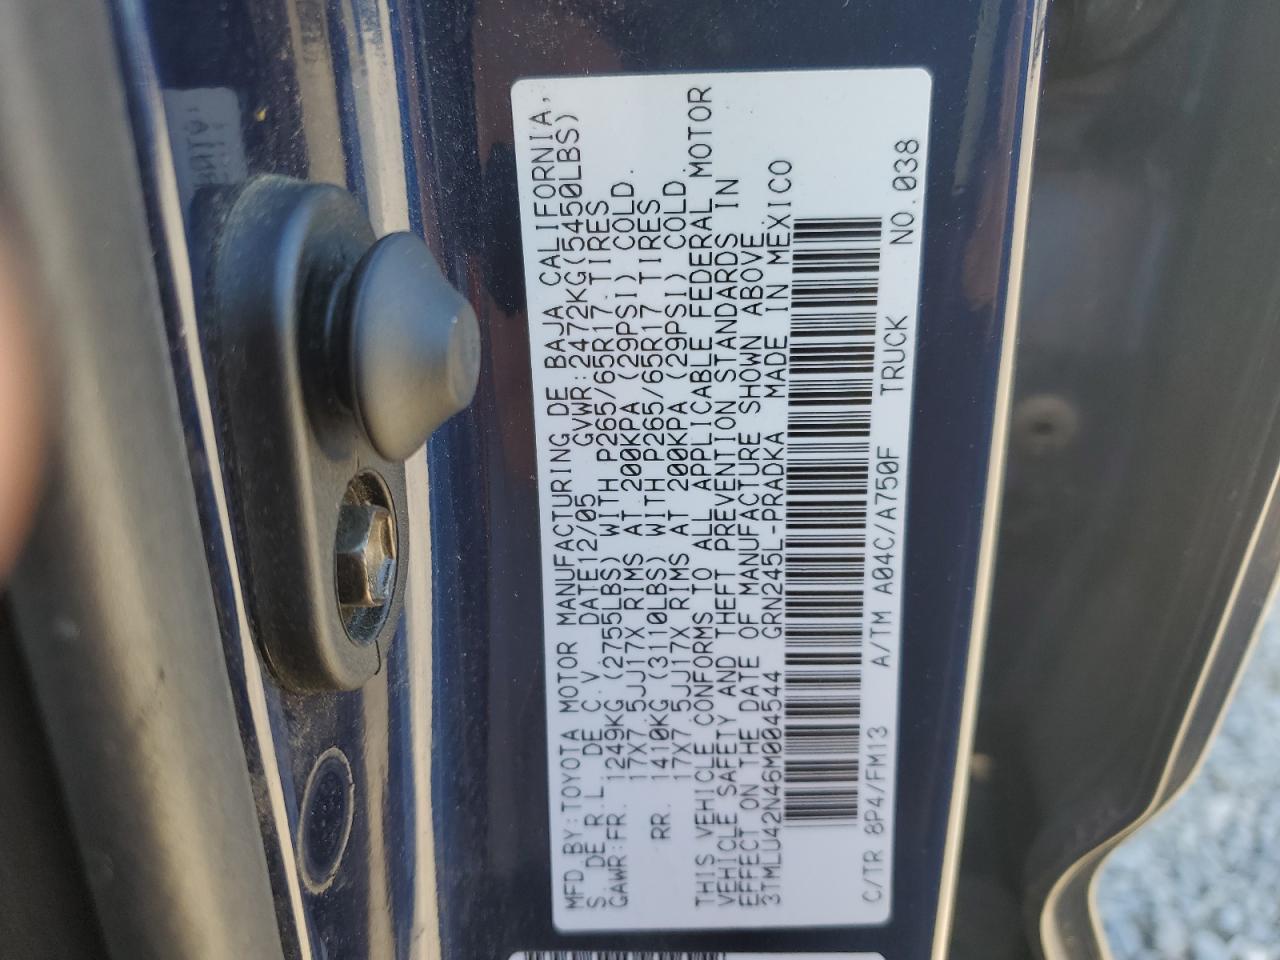 MFD.BY:TOYOTA MOTOR MANUFACTURING DE BAJA CALIFORNIA,
S. DE R.L. DE C.V. DATE12/05 GVWR:2472KG(5450LBS)
GAWR:FR. 1249KG (2755LBS) WITH P265/65R17 TIRES
17X7.5JJ17X RIMS AT 200KPA (29PSI) COLD.
RR. 1410KG (3110LBS) WITH P265/65R17 TIRES
17X7.5JJ17X RIMS AT 200KPA (29PSI) COLD
THIS VEHICLE CONFORMS TO ALL APPLICABLE FEDERAL MOTOR
VEHICLE SAFETY AND THEFT PREVENTION STANDARDS IN
EFFECT ON THE DATE OF MANUFACTURE SHOWN ABOVE
3TMLU42N46M004544 GRN245L-PRADKA MADE IN MEXICO
C/TR 8P4/FM13 A/TM A04C/A750F TRUCK NO.038